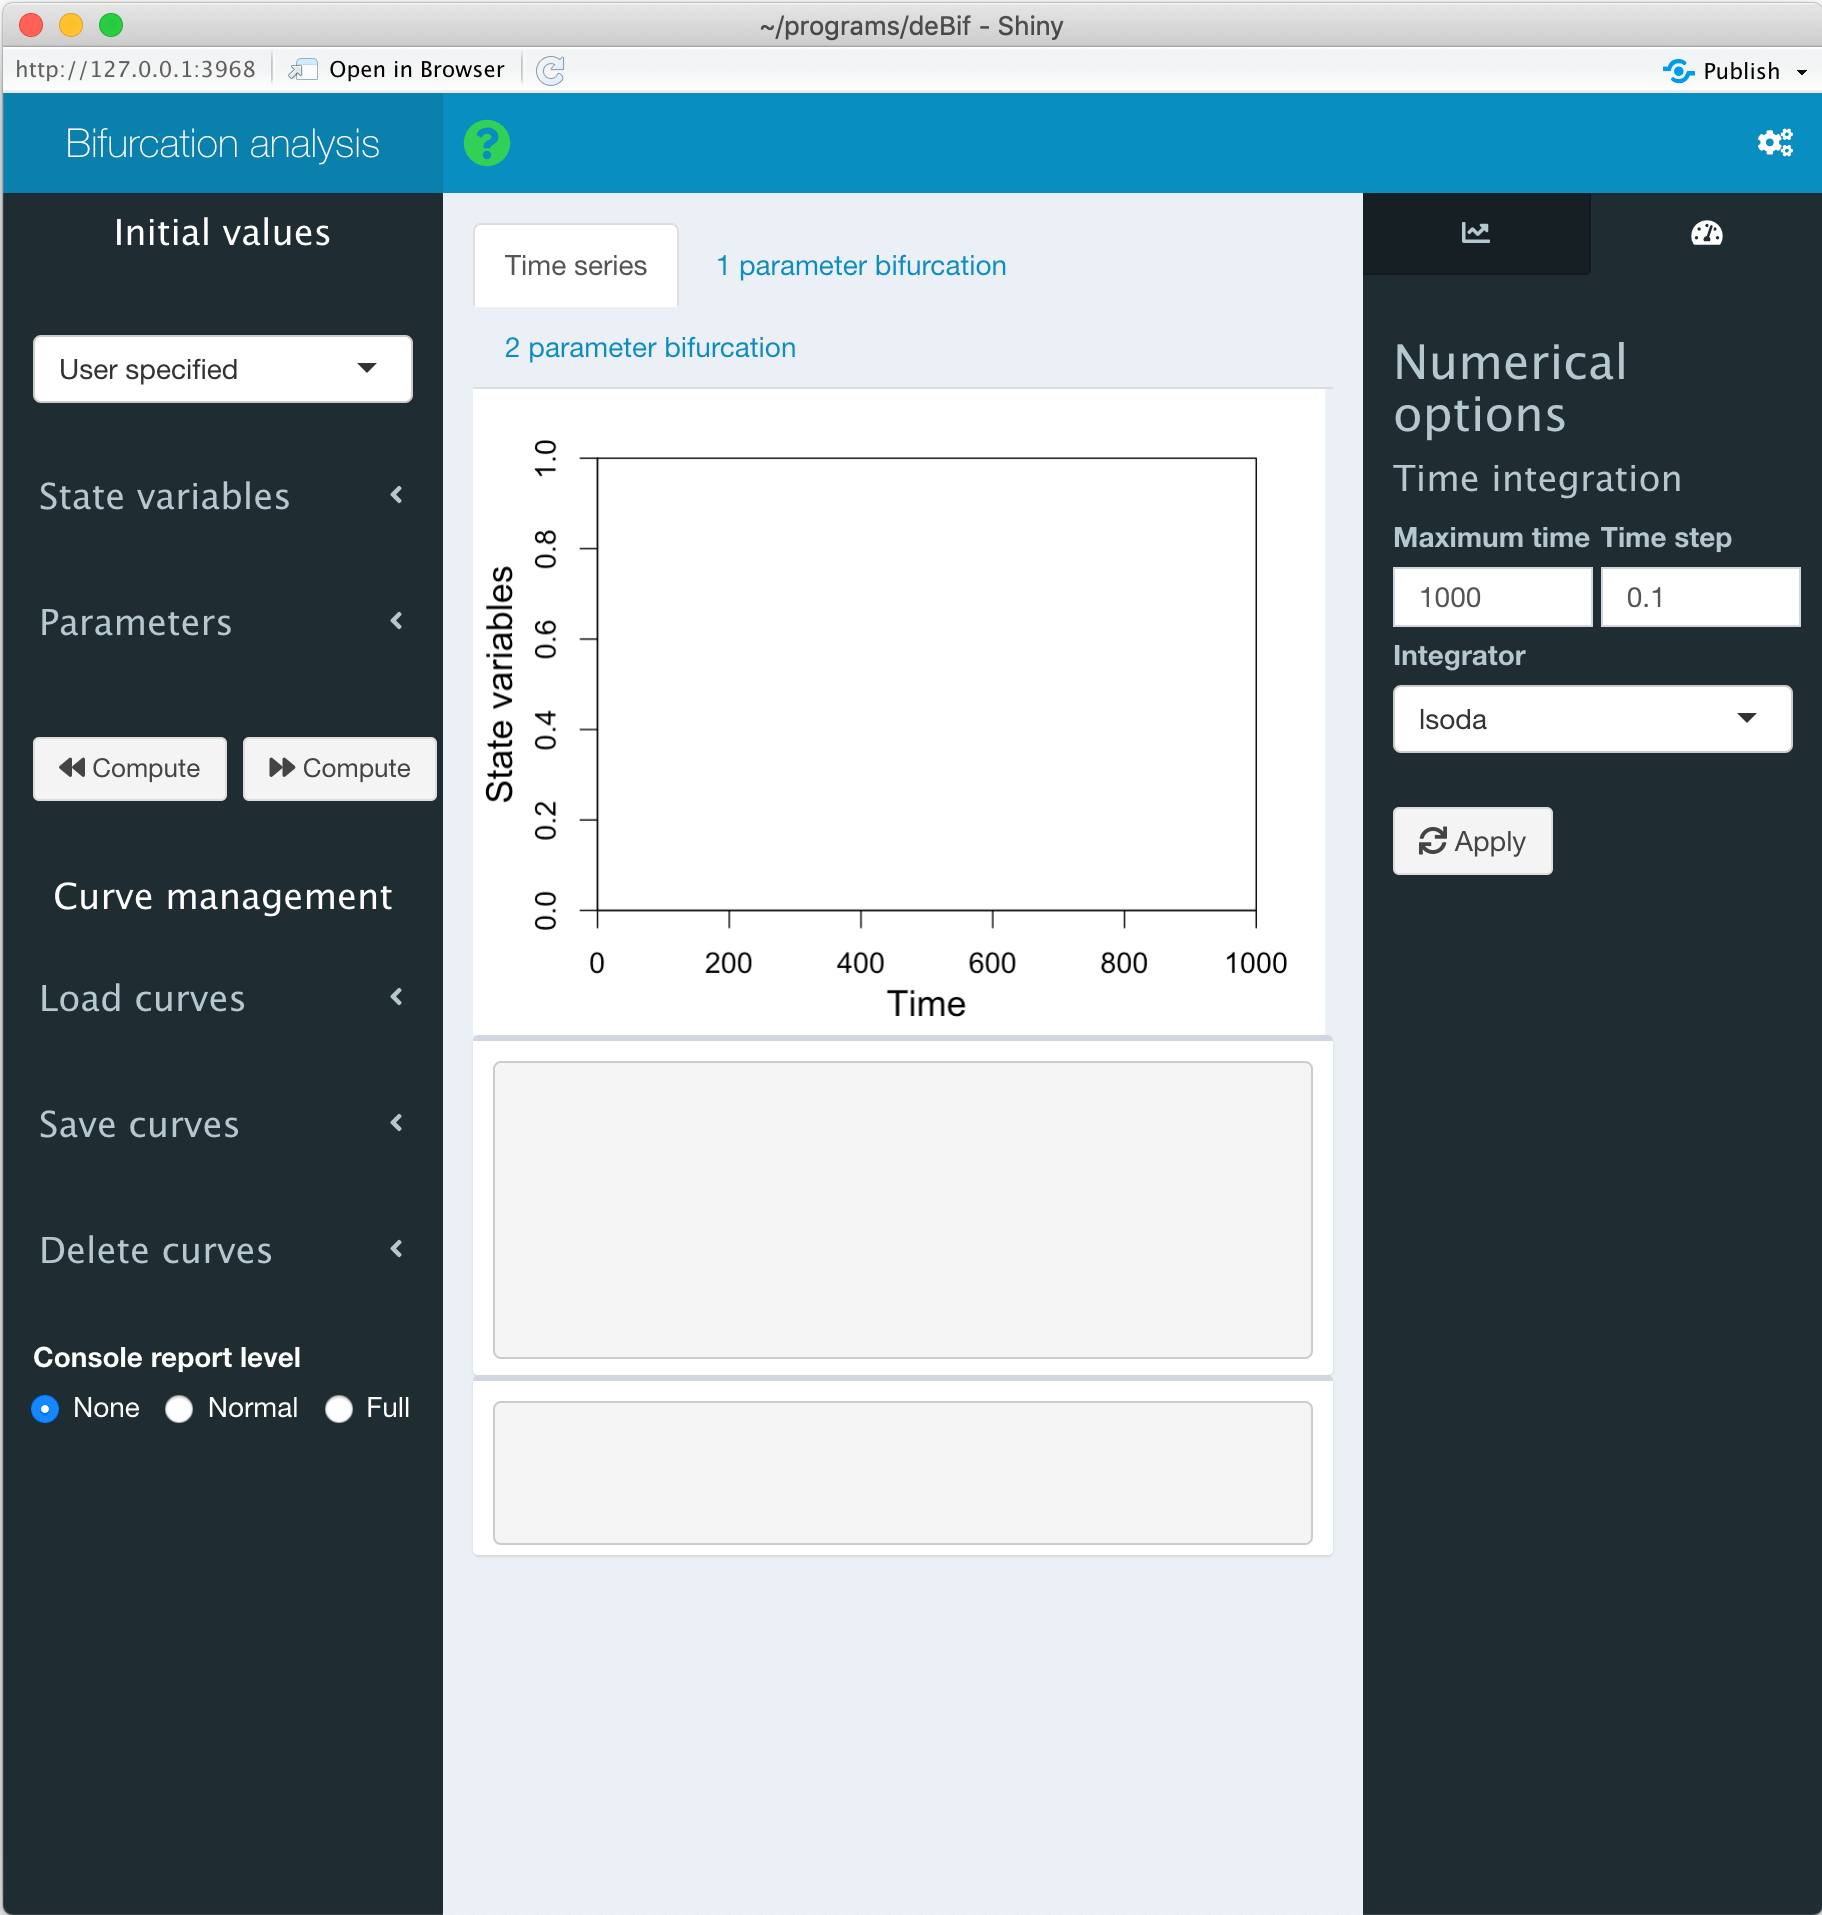 ~/programs/deBif - Shiny
http://127.0.0.1:3968
Open in Browser
Publish
Bifurcation analysis
Initial values
User specified
State variables
Parameters
Compute
Compute
Curve management
Load curves
Save curves
Delete curves
Console report level
None
Normal
Full
Time series
1 parameter bifurcation
2 parameter bifurcation
State variables
1.0
0.8
0.6
0.4
0.2
0.0
0 200 400 600 800 1000
Time
Numerical
options
Time integration
Maximum time Time step
1000 0.1
Integrator
lsoda
Apply